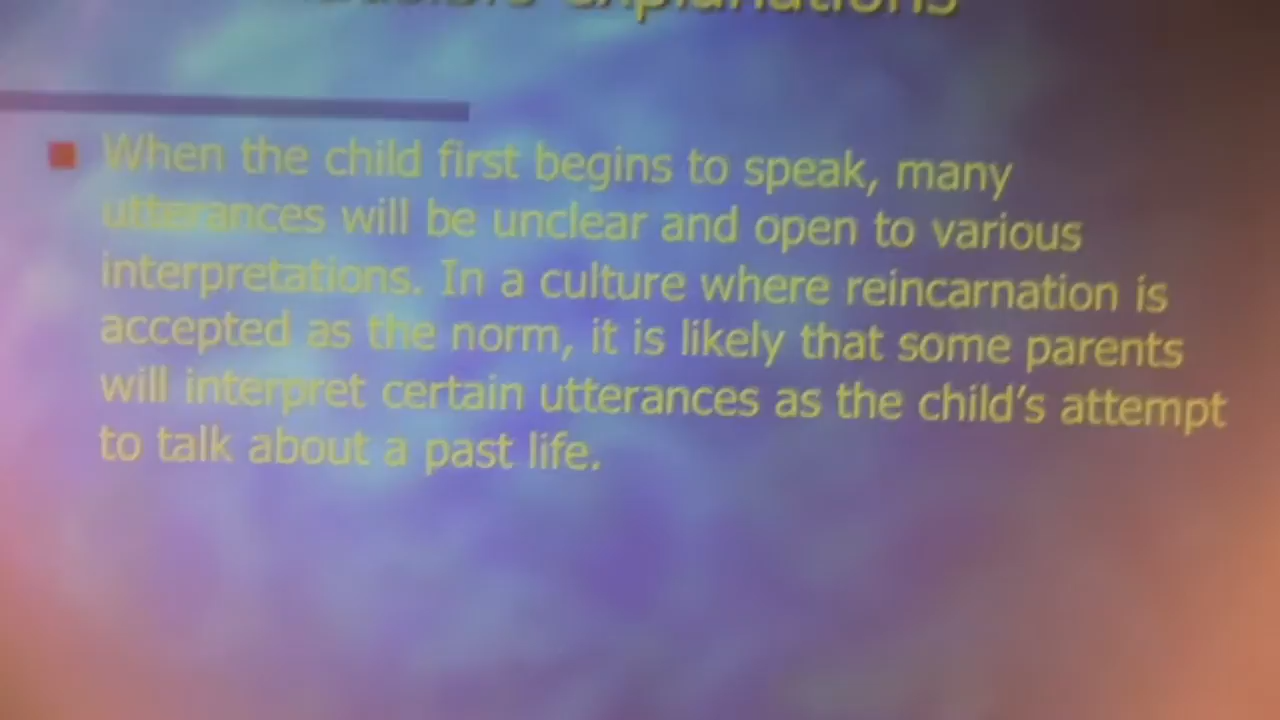 explanations
When the child first begins to speak, many
utterances will be unclear and open to various
interpretations. In a culture where reincarnation is
accepted as the norm, it is likely that some parents
will interpret certain utterances as the child's attempt
to talk about a past life.